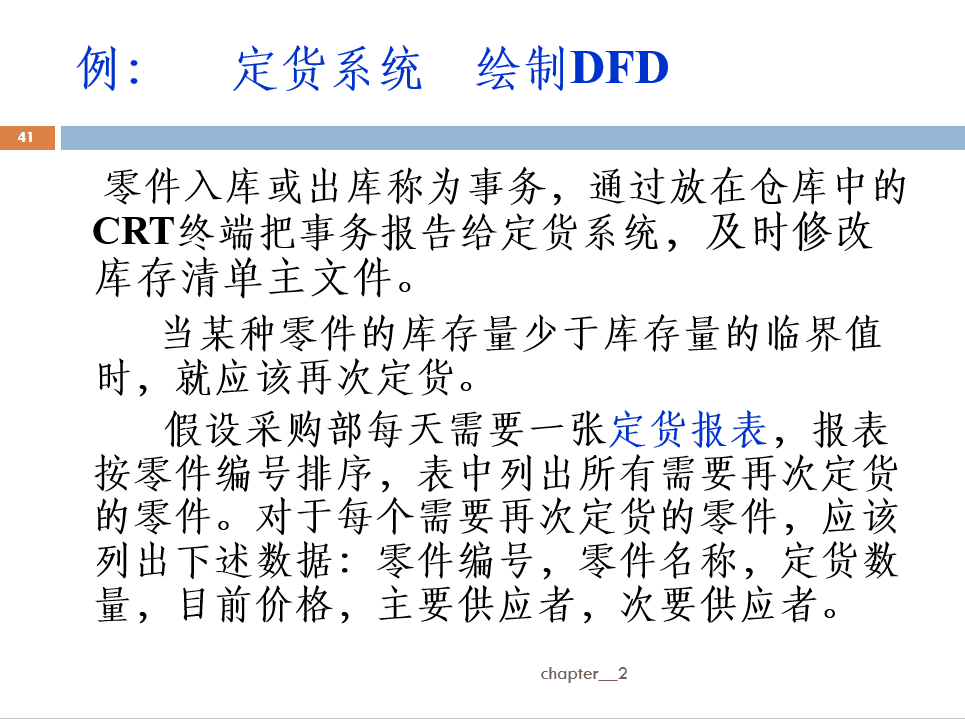 例： 定货系统 绘制DFD
41
零件入库或出库称为事务，通过放在仓库中的
CRT终端把事务报告给定货系统，及时修改
库存清单主文件。
当某种零件的库存量少于库存量的临界值
时，就应该再次定货。
假设采购部每天需要一张定货报表，报表
按零件编号排序，表中列出所有需要再次定货
的零件。对于每个需要再次定货的零件，应该
列出下述数据：零件编号，零件名称，定货数
量，目前价格，主要供应者，次要供应者。
chapter__2